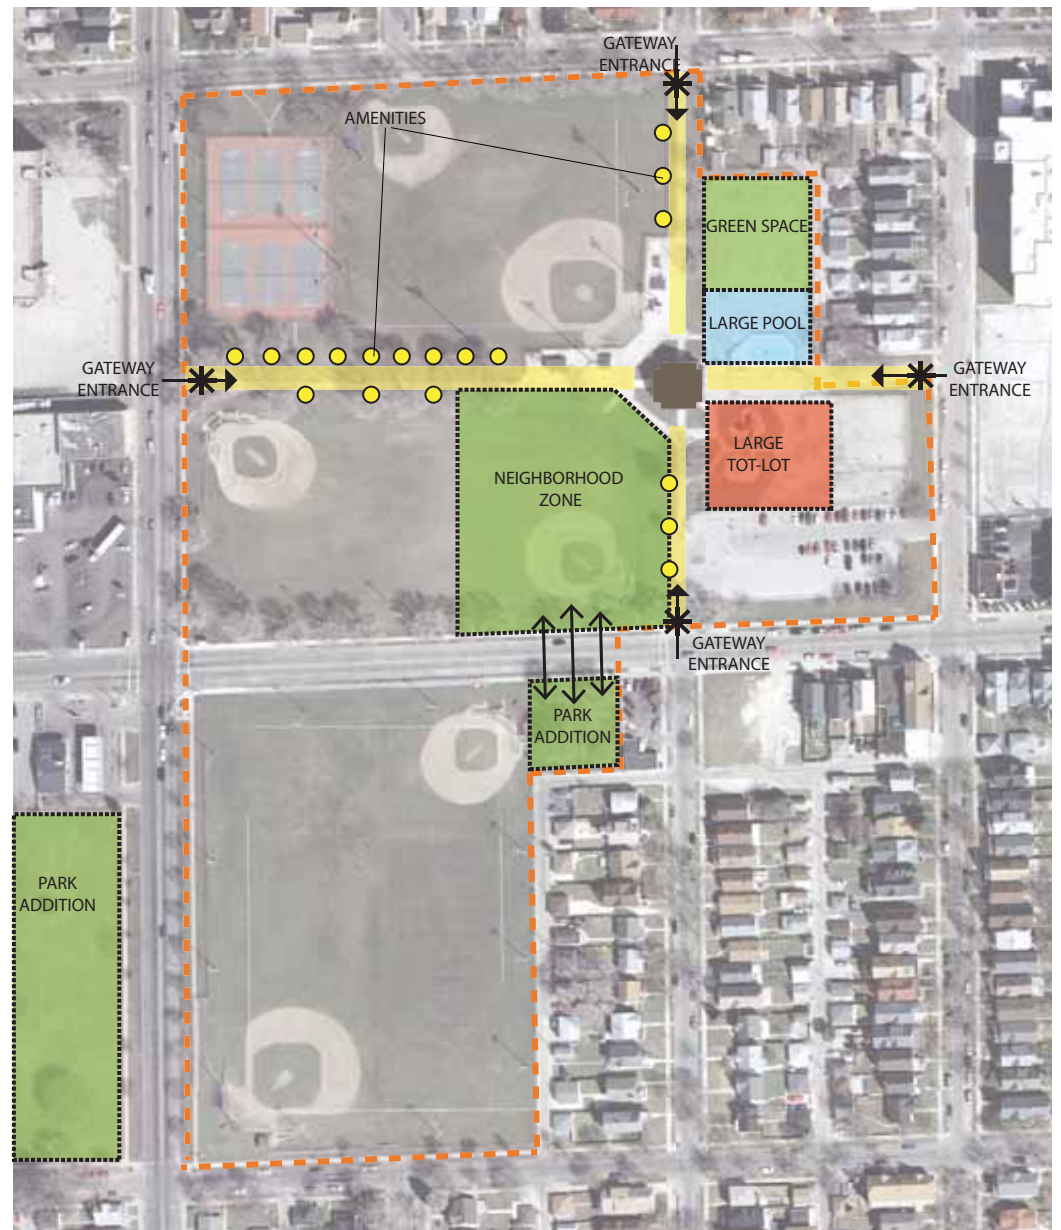 GATEWAY
ENTRANCE
AMENITIES
GREEN SPACE
LARGE POOL
GATEWAY
ENTRANCE
GATEWAY
ENTRANCE
LARGE
TOT-LOT
NEIGHBORHOOD
ZONE
GATEWAY
ENTRANCE
PARK
ADDITION
PARK
ADDITION